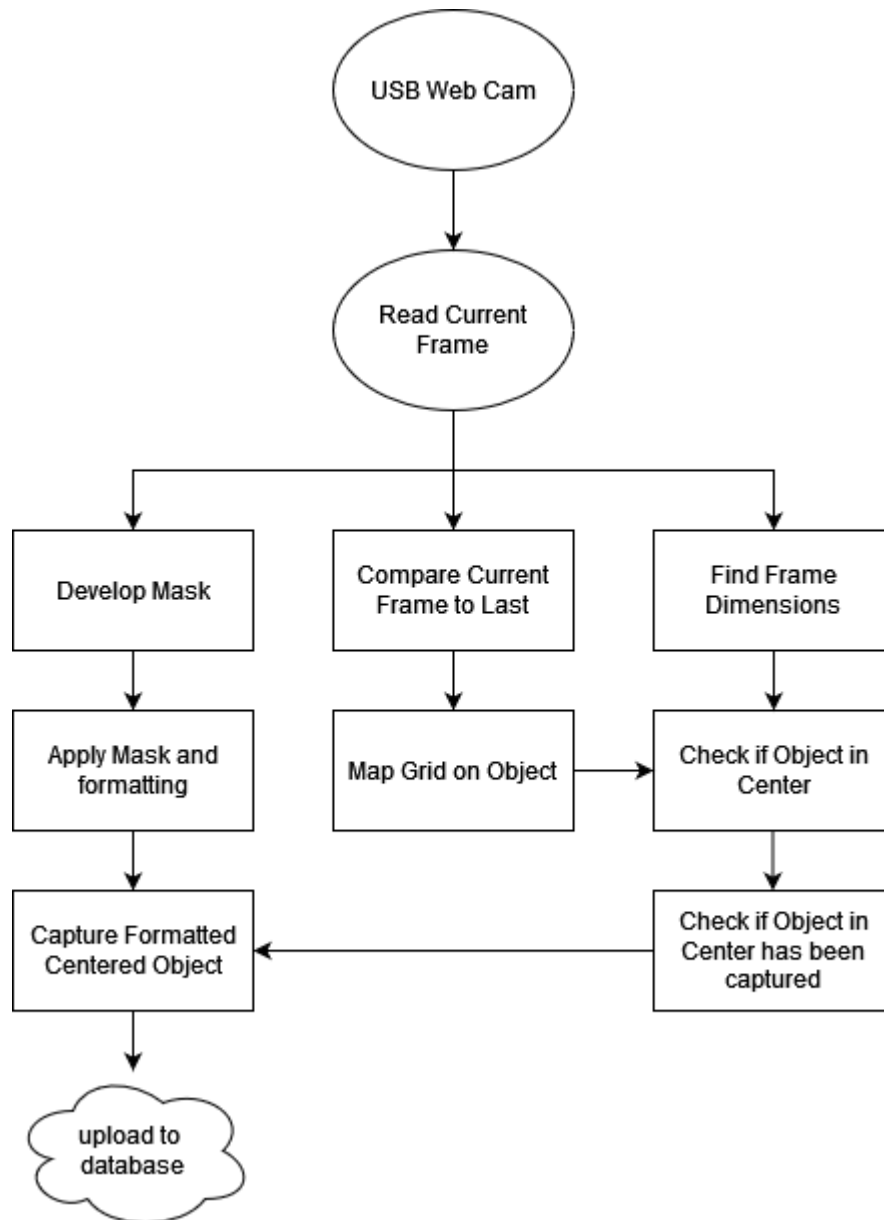 USB Web Cam
Read Current
Frame
Develop Mask
Compare Current
Frame to Last
Find Frame
Dimensions
Apply Mask and
formatting
Map Grid on Object
Check if Object in
Center
Capture Formatted
Centered Object
Check if Object in
Center has been
captured
upload to
database